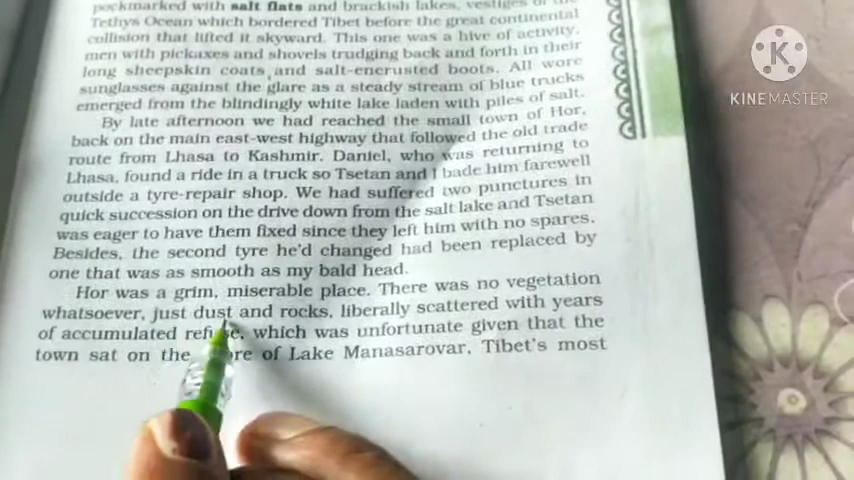 pockmarked with salt flats and brackish lakes, vestiges of the
Tethys Ocean which bordered Tibet before the great continental
collision that lifted it skyward. This one was a hive of activity,
men with pickaxes and shovels trudging back and forth in their
long sheepskin coats and salt-encrusted boots. All wore
sunglasses against the glare as a steady stream of blue trucks
emerged from the blindingly white lake laden with piles of salt.
By late afternoon we had reached the small town of Hor,
back on the main east-west highway that followed the old trade
route from Lhasa to Kashmir. Daniel, who was returning to
Lhasa, found a ride in a truck so Tsetan and I bade him farewell
outside a tyre-repair shop. We had suffered two punctures in
quick succession on the drive down from the salt lake and Tsetan
was eager to have them fixed since they left him with no spares.
Besides, the second tyre he'd changed had been replaced by
one that was as smooth as my bald head.
Hor was a grim, miserable place. There was no vegetation
whatsoever, just dust and rocks, liberally scattered with years
of accumulated refuse, which was unfortunate given that the
town sat on the of Lake Manasarovar, Tibet's most
K
KINEMASTER